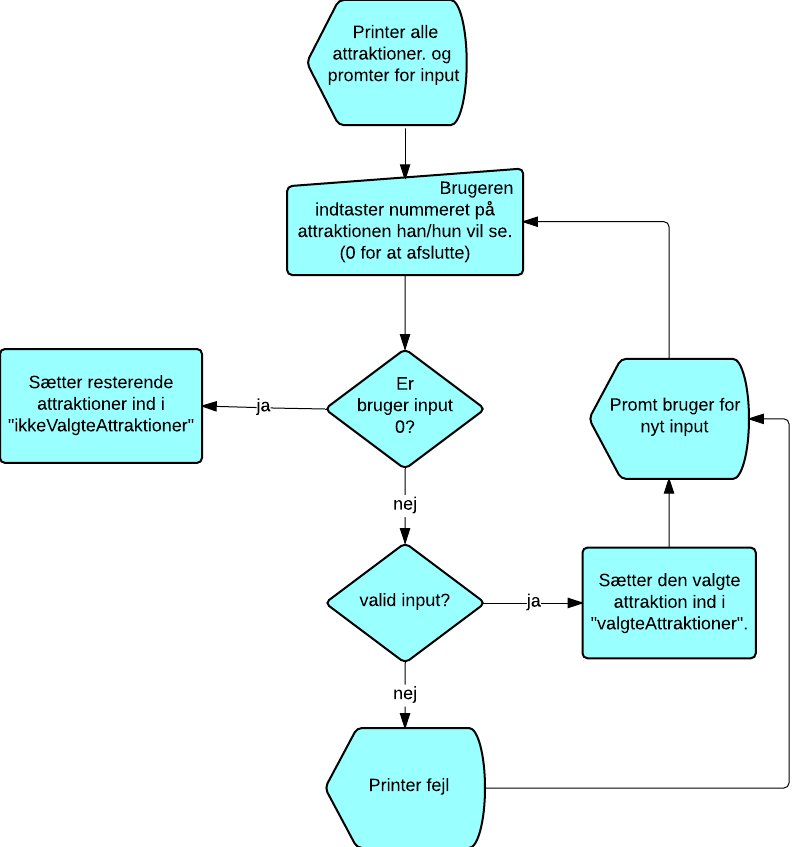 Printer alle
attraktioner. og
promter for input
Brugeren
indtaster nummeret på
attraktionen han/hun vil se.
(0 for at afslutte)
Er
bruger input
0?
ja
Sætter resterende
attraktioner ind i
"ikkeValgteAttraktioner"
nej
valid input?
ja
Sætter den valgte
attraktion ind i
"valgteAttraktioner".
Promt bruger for
nyt input
nej
Printer fejl